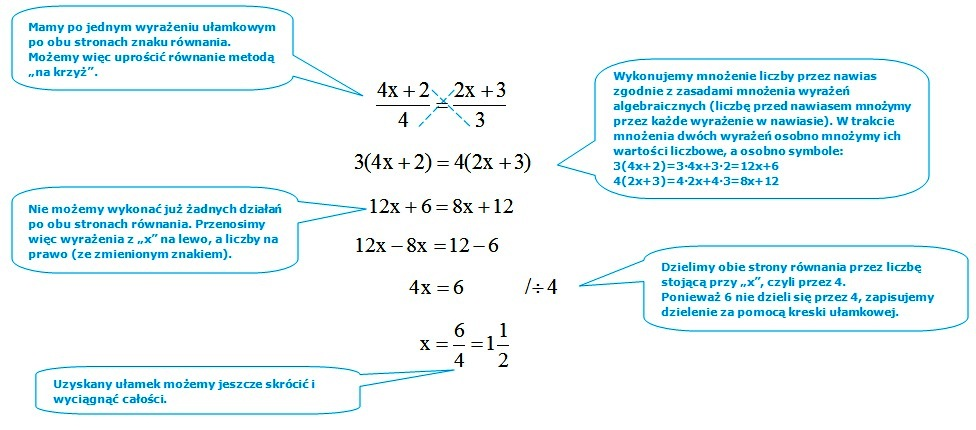 Mamy po jednym wyrażeniu ułamkowym
po obu stronach znaku równania.
Możemy więc uprościć równanie metodą
„na krzyż”.
(4x + 2)/4 = (2x + 3)/3
Wykonujemy mnożenie liczby przez nawias
zgodnie z zasadami mnożenia wyrażeń
algebraicznych (liczbę przed nawiasem mnożymy
przez każde wyrażenie w nawiasie). W trakcie
mnożenia dwóch wyrażeń osobno mnożymy ich
wartości liczbowe, a osobno symbole:
3(4x+2)=3·4x+3·2=12x+6
4(2x+3)=4·2x+4·3=8x+12
3(4x + 2) = 4(2x + 3)
Nie możemy wykonać już żadnych działań
po obu stronach równania. Przenosimy
więc wyrażenia z „x” na lewo, a liczby na
prawo (ze zmienionym znakiem).
12x + 6 = 8x + 12
12x − 8x = 12 − 6
4x = 6 /÷ 4
Dzielimy obie strony równania przez liczbę
stojącą przy „x”, czyli przez 4.
Ponieważ 6 nie dzieli się przez 4, zapisujemy
dzielenie za pomocą kreski ułamkowej.
x = 6/4 = 1 1/2
Uzyskany ułamek możemy jeszcze skrócić i
wyciągnąć całości.